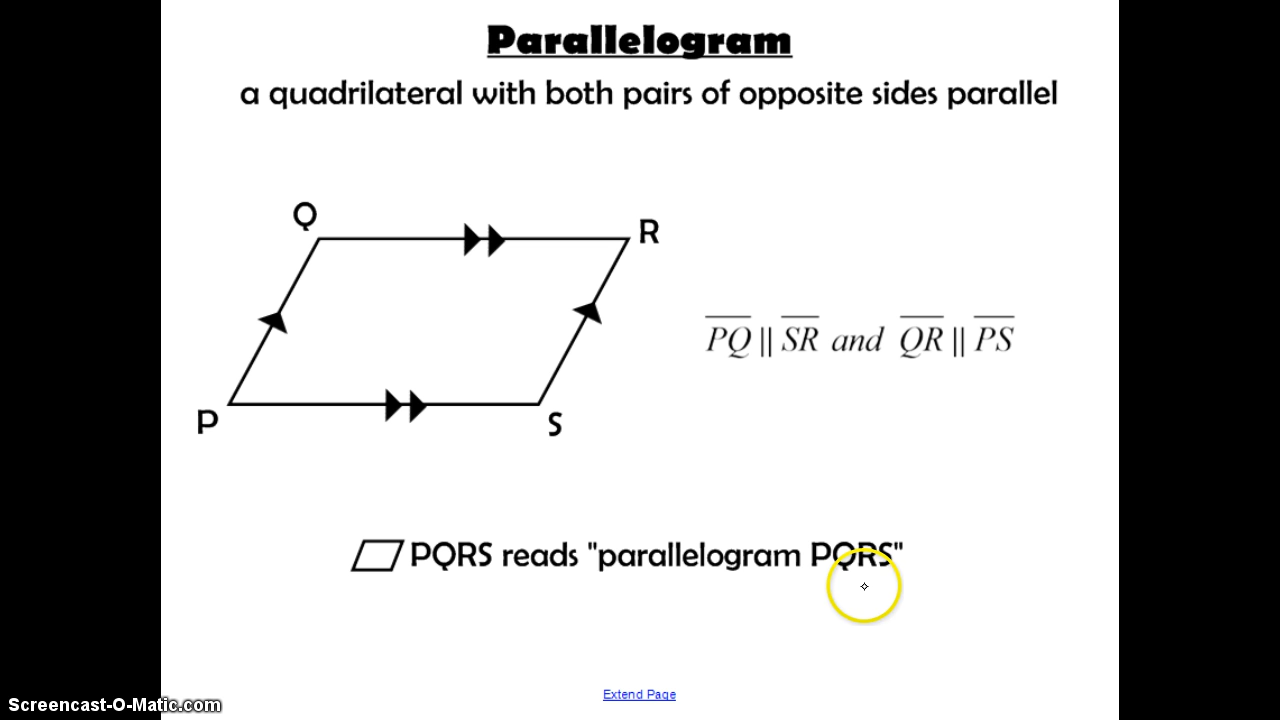 Parallelogram
a quadrilateral with both pairs of opposite sides parallel
Q
R
PQ || SR and QR || PS
P
S
PQRS reads "parallelogram PQRS"
Extend Page
Screencast-O-Matic.com